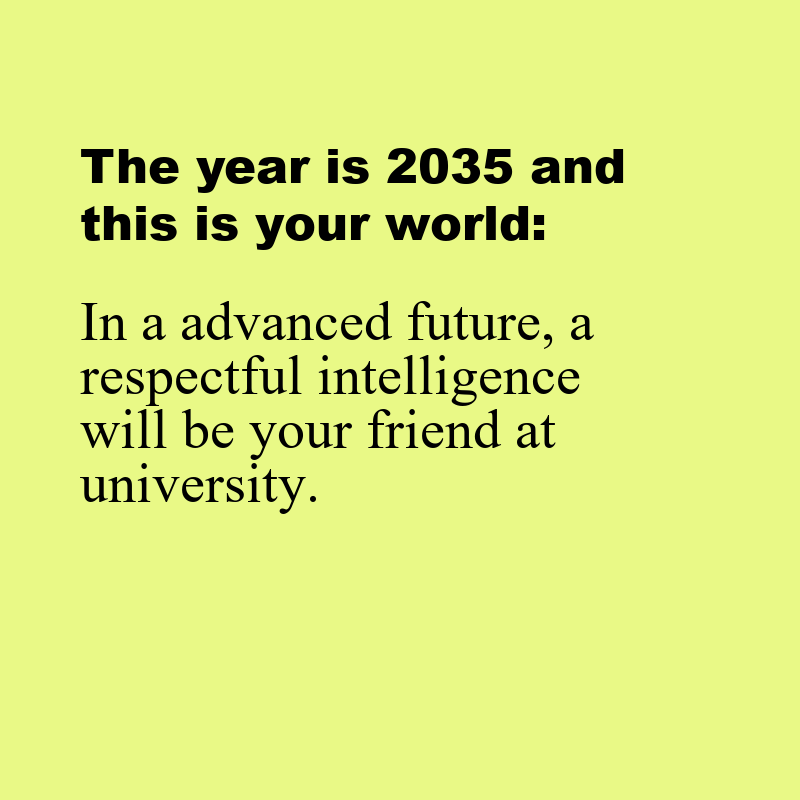 The year is 2035 and
this is your world:
In a advanced future, a
respectful intelligence
will be your friend at
university.